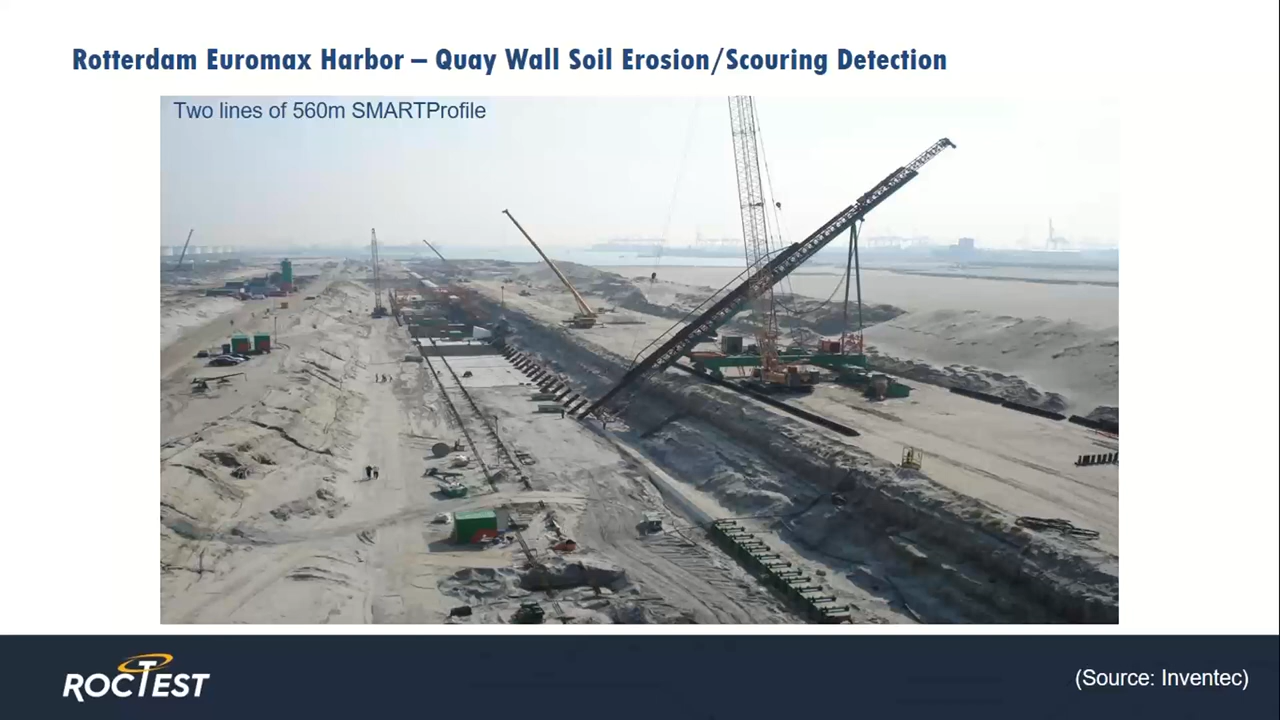 Rotterdam Euromax Harbor – Quay Wall Soil Erosion/Scouring Detection
Two lines of 560m SMARTProfile
ROCTEST
(Source: Inventec)